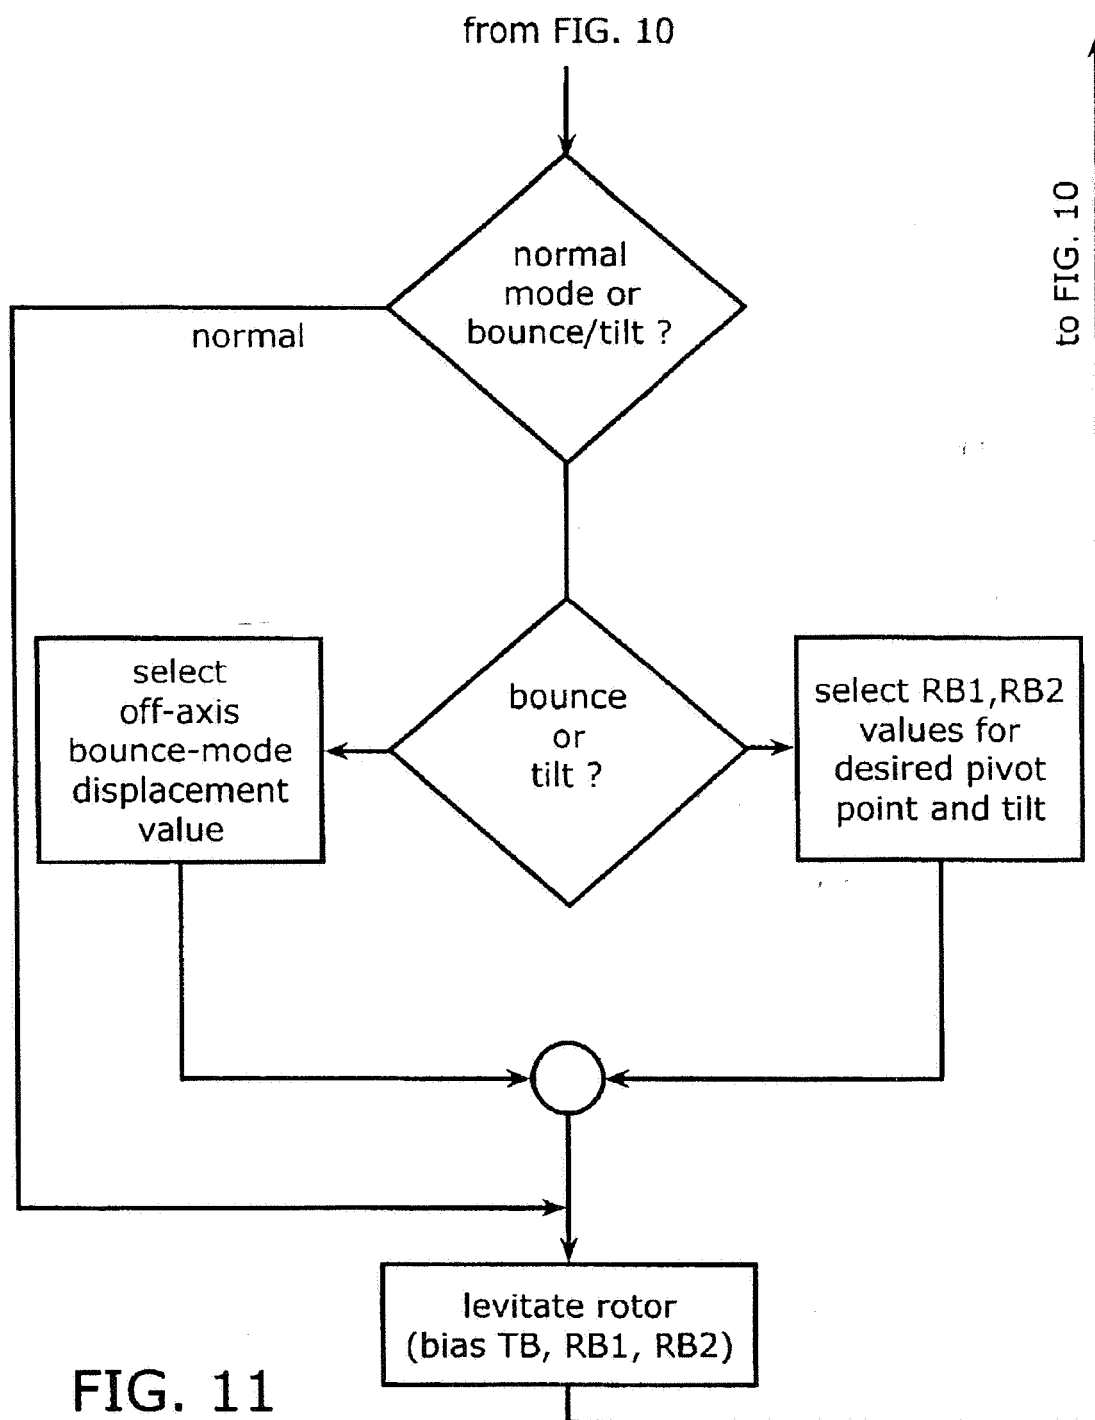 from FIG. 10
to FIG. 10
normal
mode or
bounce/tilt ?
normal
select
off-axis
bounce-mode
displacement
value
bounce
or
tilt ?
select RB1,RB2
values for
desired pivot
point and tilt
levitate rotor
(bias TB, RB1, RB2)
FIG. 11